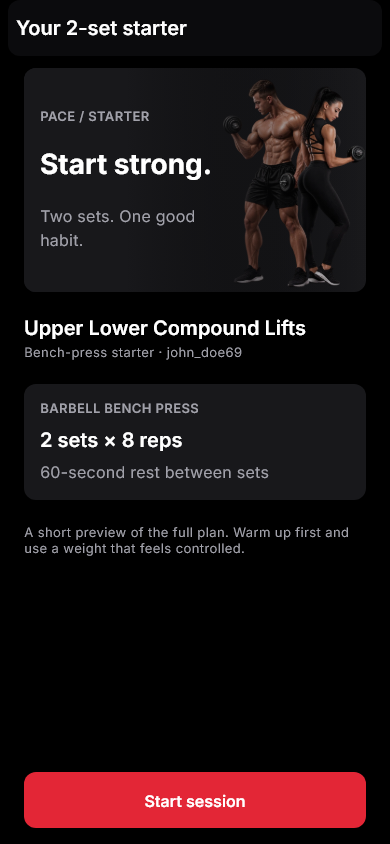 Your 2-set starter
PACE / STARTER
Start strong.
Two sets. One good
habit.
Upper Lower Compound Lifts
Bench-press starter · john_doe69
BARBELL BENCH PRESS
2 sets × 8 reps
60-second rest between sets
A short preview of the full plan. Warm up first and
use a weight that feels controlled.
Start session